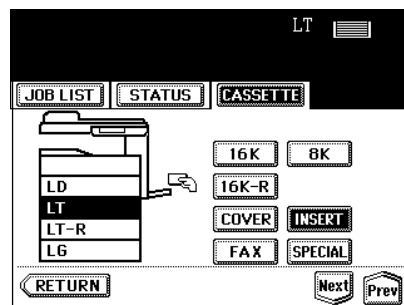 LT
JOB LIST STATUS CASSETTE
16K 8K
LD 16K-R
LT COVER INSERT
LT-R
LG FAX SPECIAL
RETURN Next Prev